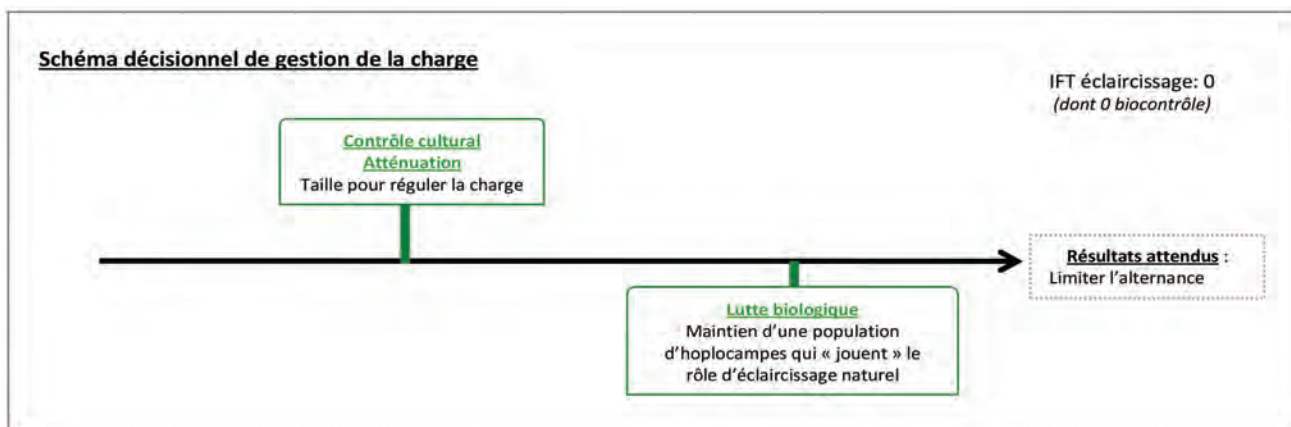 Schéma décisionnel de gestion de la charge
IFT éclaircissage: 0
(dont 0 biocontrôle)
Contrôle cultural
Atténuation
Taille pour réguler la charge
Résultats attendus :
Limiter l'alternance
Lutte biologique
Maintien d'une population
d'hoplocampes qui « jouent » le
rôle d'éclaircissage naturel